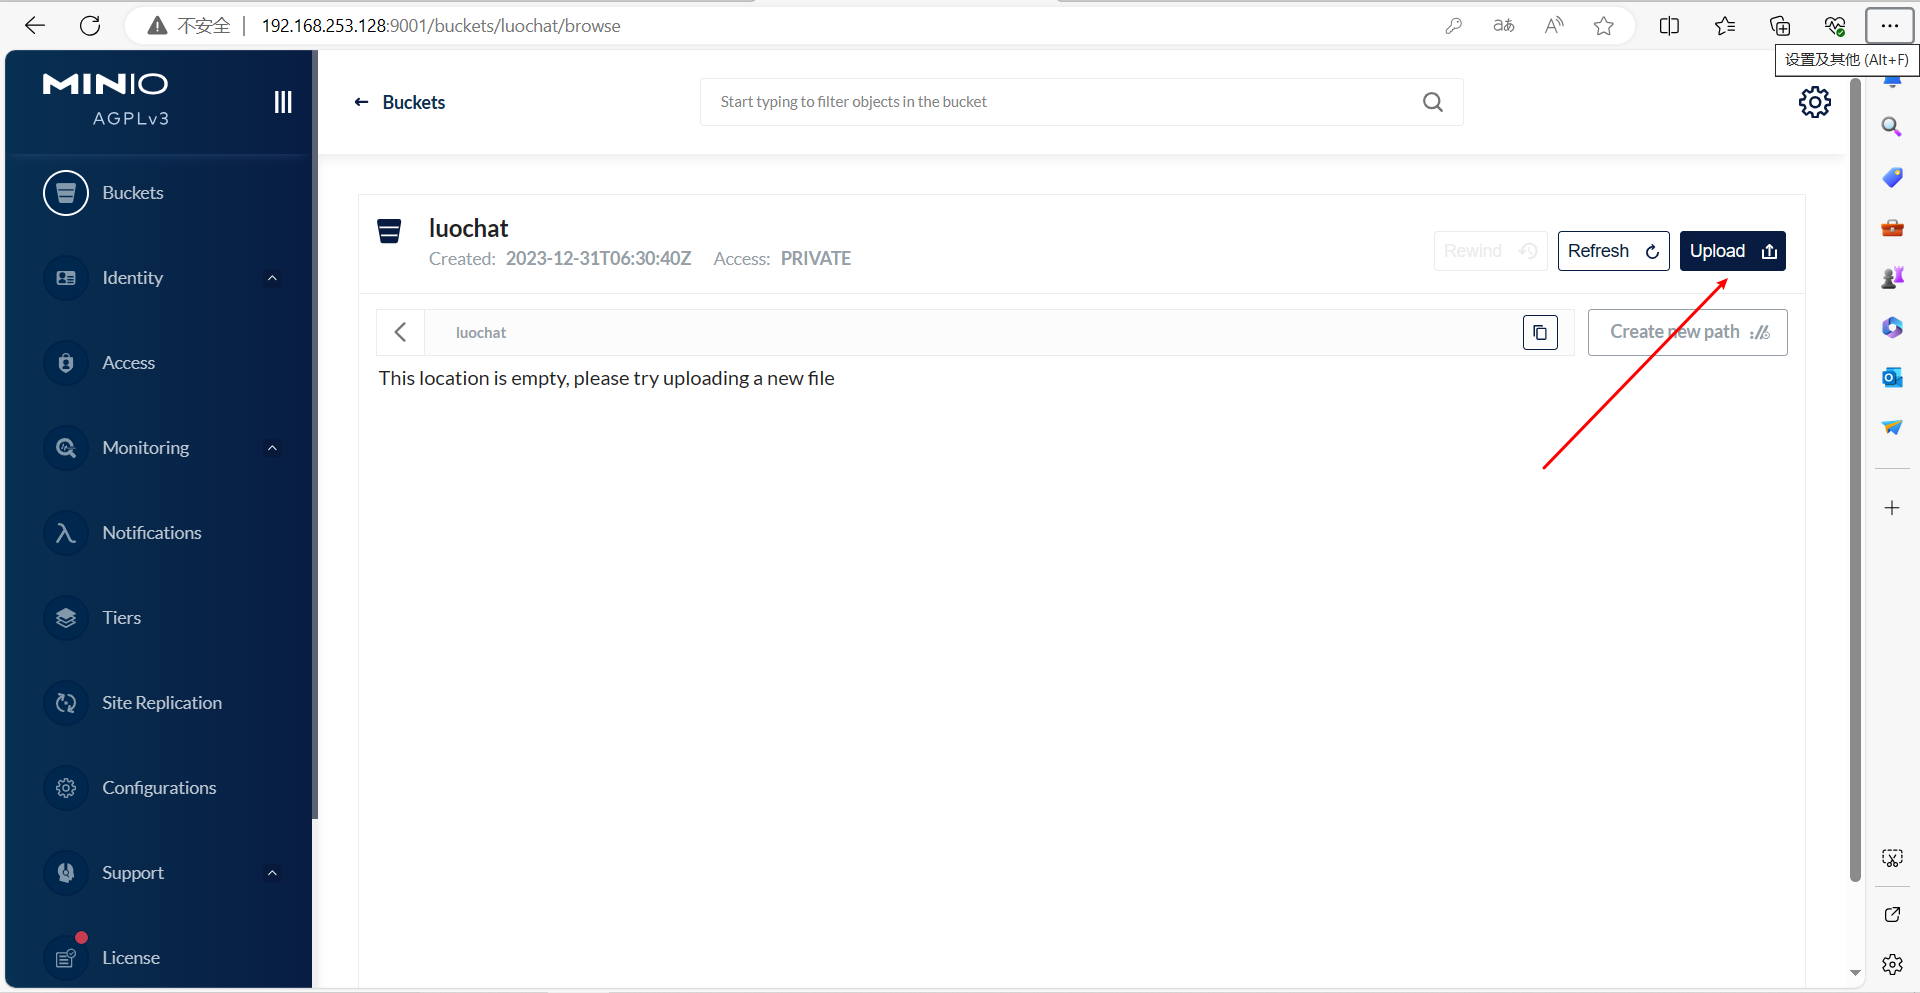 不安全 192.168.253.128:9001/buckets/luochat/browse
aあ A
设置及其他 (Alt+F)
MINIO
AGPLv3
Buckets
Identity
Access
Monitoring
Notifications
Tiers
Site Replication
Configurations
Support
License
Buckets
Start typing to filter objects in the bucket
luochat
Created: 2023-12-31T06:30:40Z Access: PRIVATE
Rewind Refresh Upload
luochat
Create new path
This location is empty, please try uploading a new file